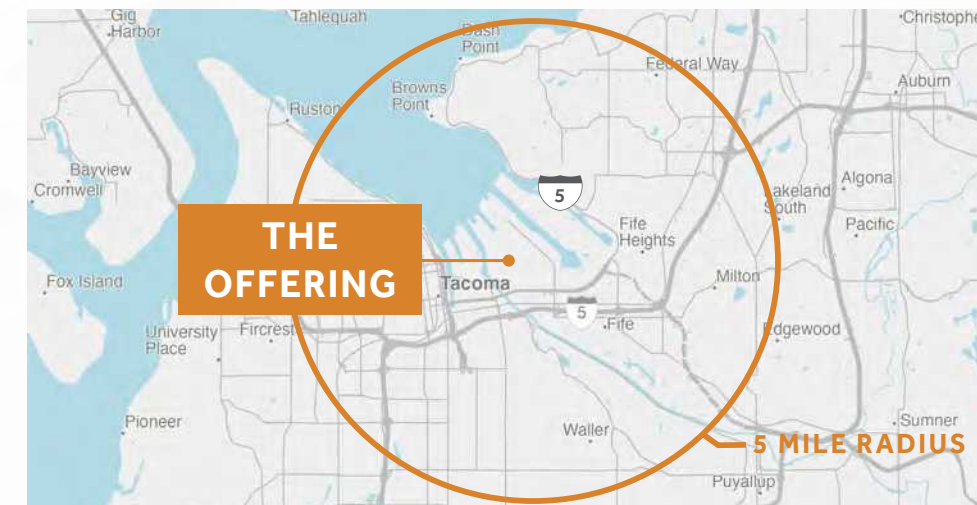 Gig
Harbor
Tahlequah
Dash
Point
Christophe
Federal Way
Auburn
Browns
Point
Ruston
Bayview
Cromwell
5
Algona
Lakeland
South
Pacific
Fife
Heights
THE
OFFERING
Fox Island
Tacoma
Milton
5
Fife
University
Place
Fircrest
Edgewood
Pioneer
Waller
Sumner
5 MILE RADIUS
Puyallup